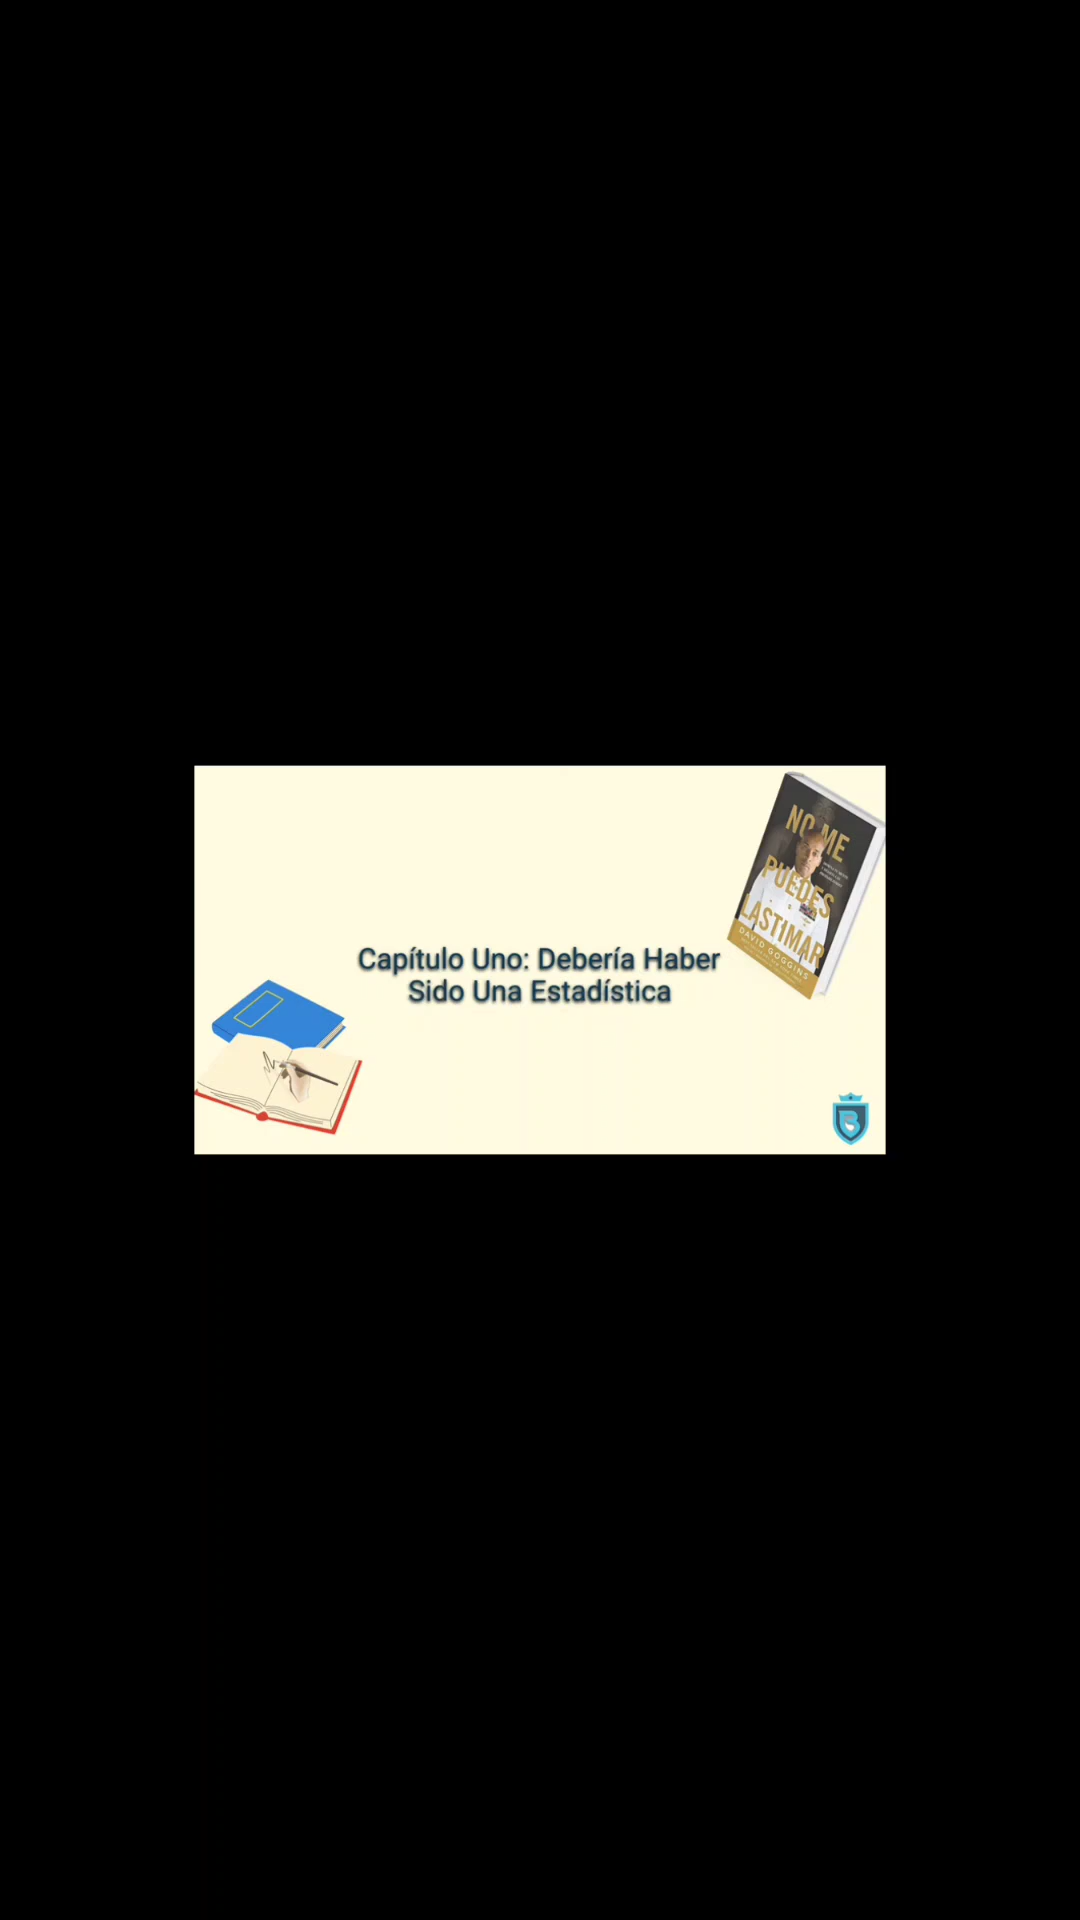 NO ME
PUEDES
LASTIMAR
DAVID GOGGINS
Capítulo Uno: Debería Haber
Sido Una Estadística